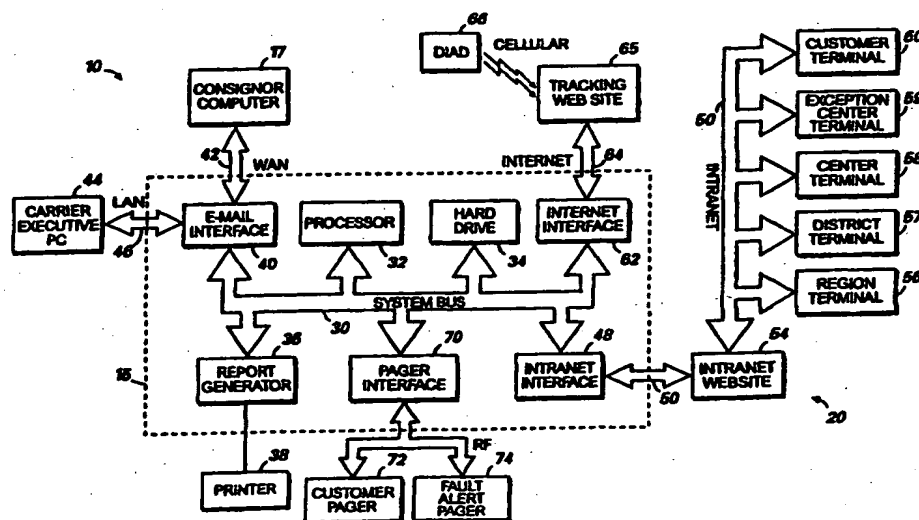 66
DIAD
CELLULAR
65
TRACKING
WEB SITE
60
CUSTOMER
TERMINAL
10
17
CONSIGNOR
COMPUTER
50
59
EXCEPTION
CENTER
TERMINAL
42
WAN
INTERNET
64
INTRANET
58
CENTER
TERMINAL
44
CARRIER
EXECUTIVE
PC
LAN
46
E-MAIL
INTERFACE
40
PROCESSOR
32
HARD
DRIVE
34
INTERNET
INTERFACE
62
57
DISTRICT
TERMINAL
56
REGION
TERMINAL
SYSTEM BUS
30
36
REPORT
GENERATOR
70
PAGER
INTERFACE
48
INTRANET
INTERFACE
50
54
INTRANET
WEBSITE
15
20
38
PRINTER
RF
72
CUSTOMER
PAGER
74
FAULT
ALERT
PAGER